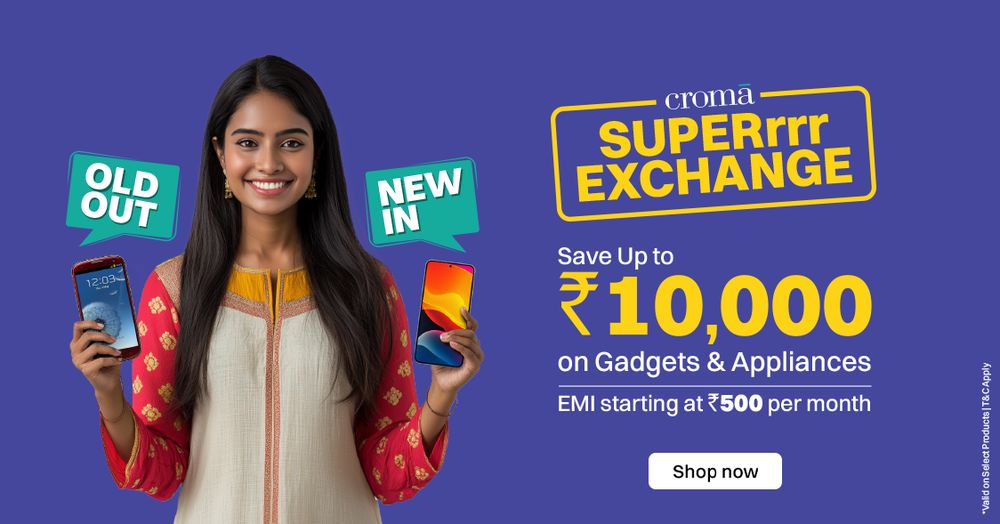 OLD
OUT
NEW
IN
12:03
cromā
SUPERrrr
EXCHANGE
Save Up to
₹10,000
on Gadgets & Appliances
EMI starting at ₹500 per month
Shop now
*Valid on Select Products | T&C Apply